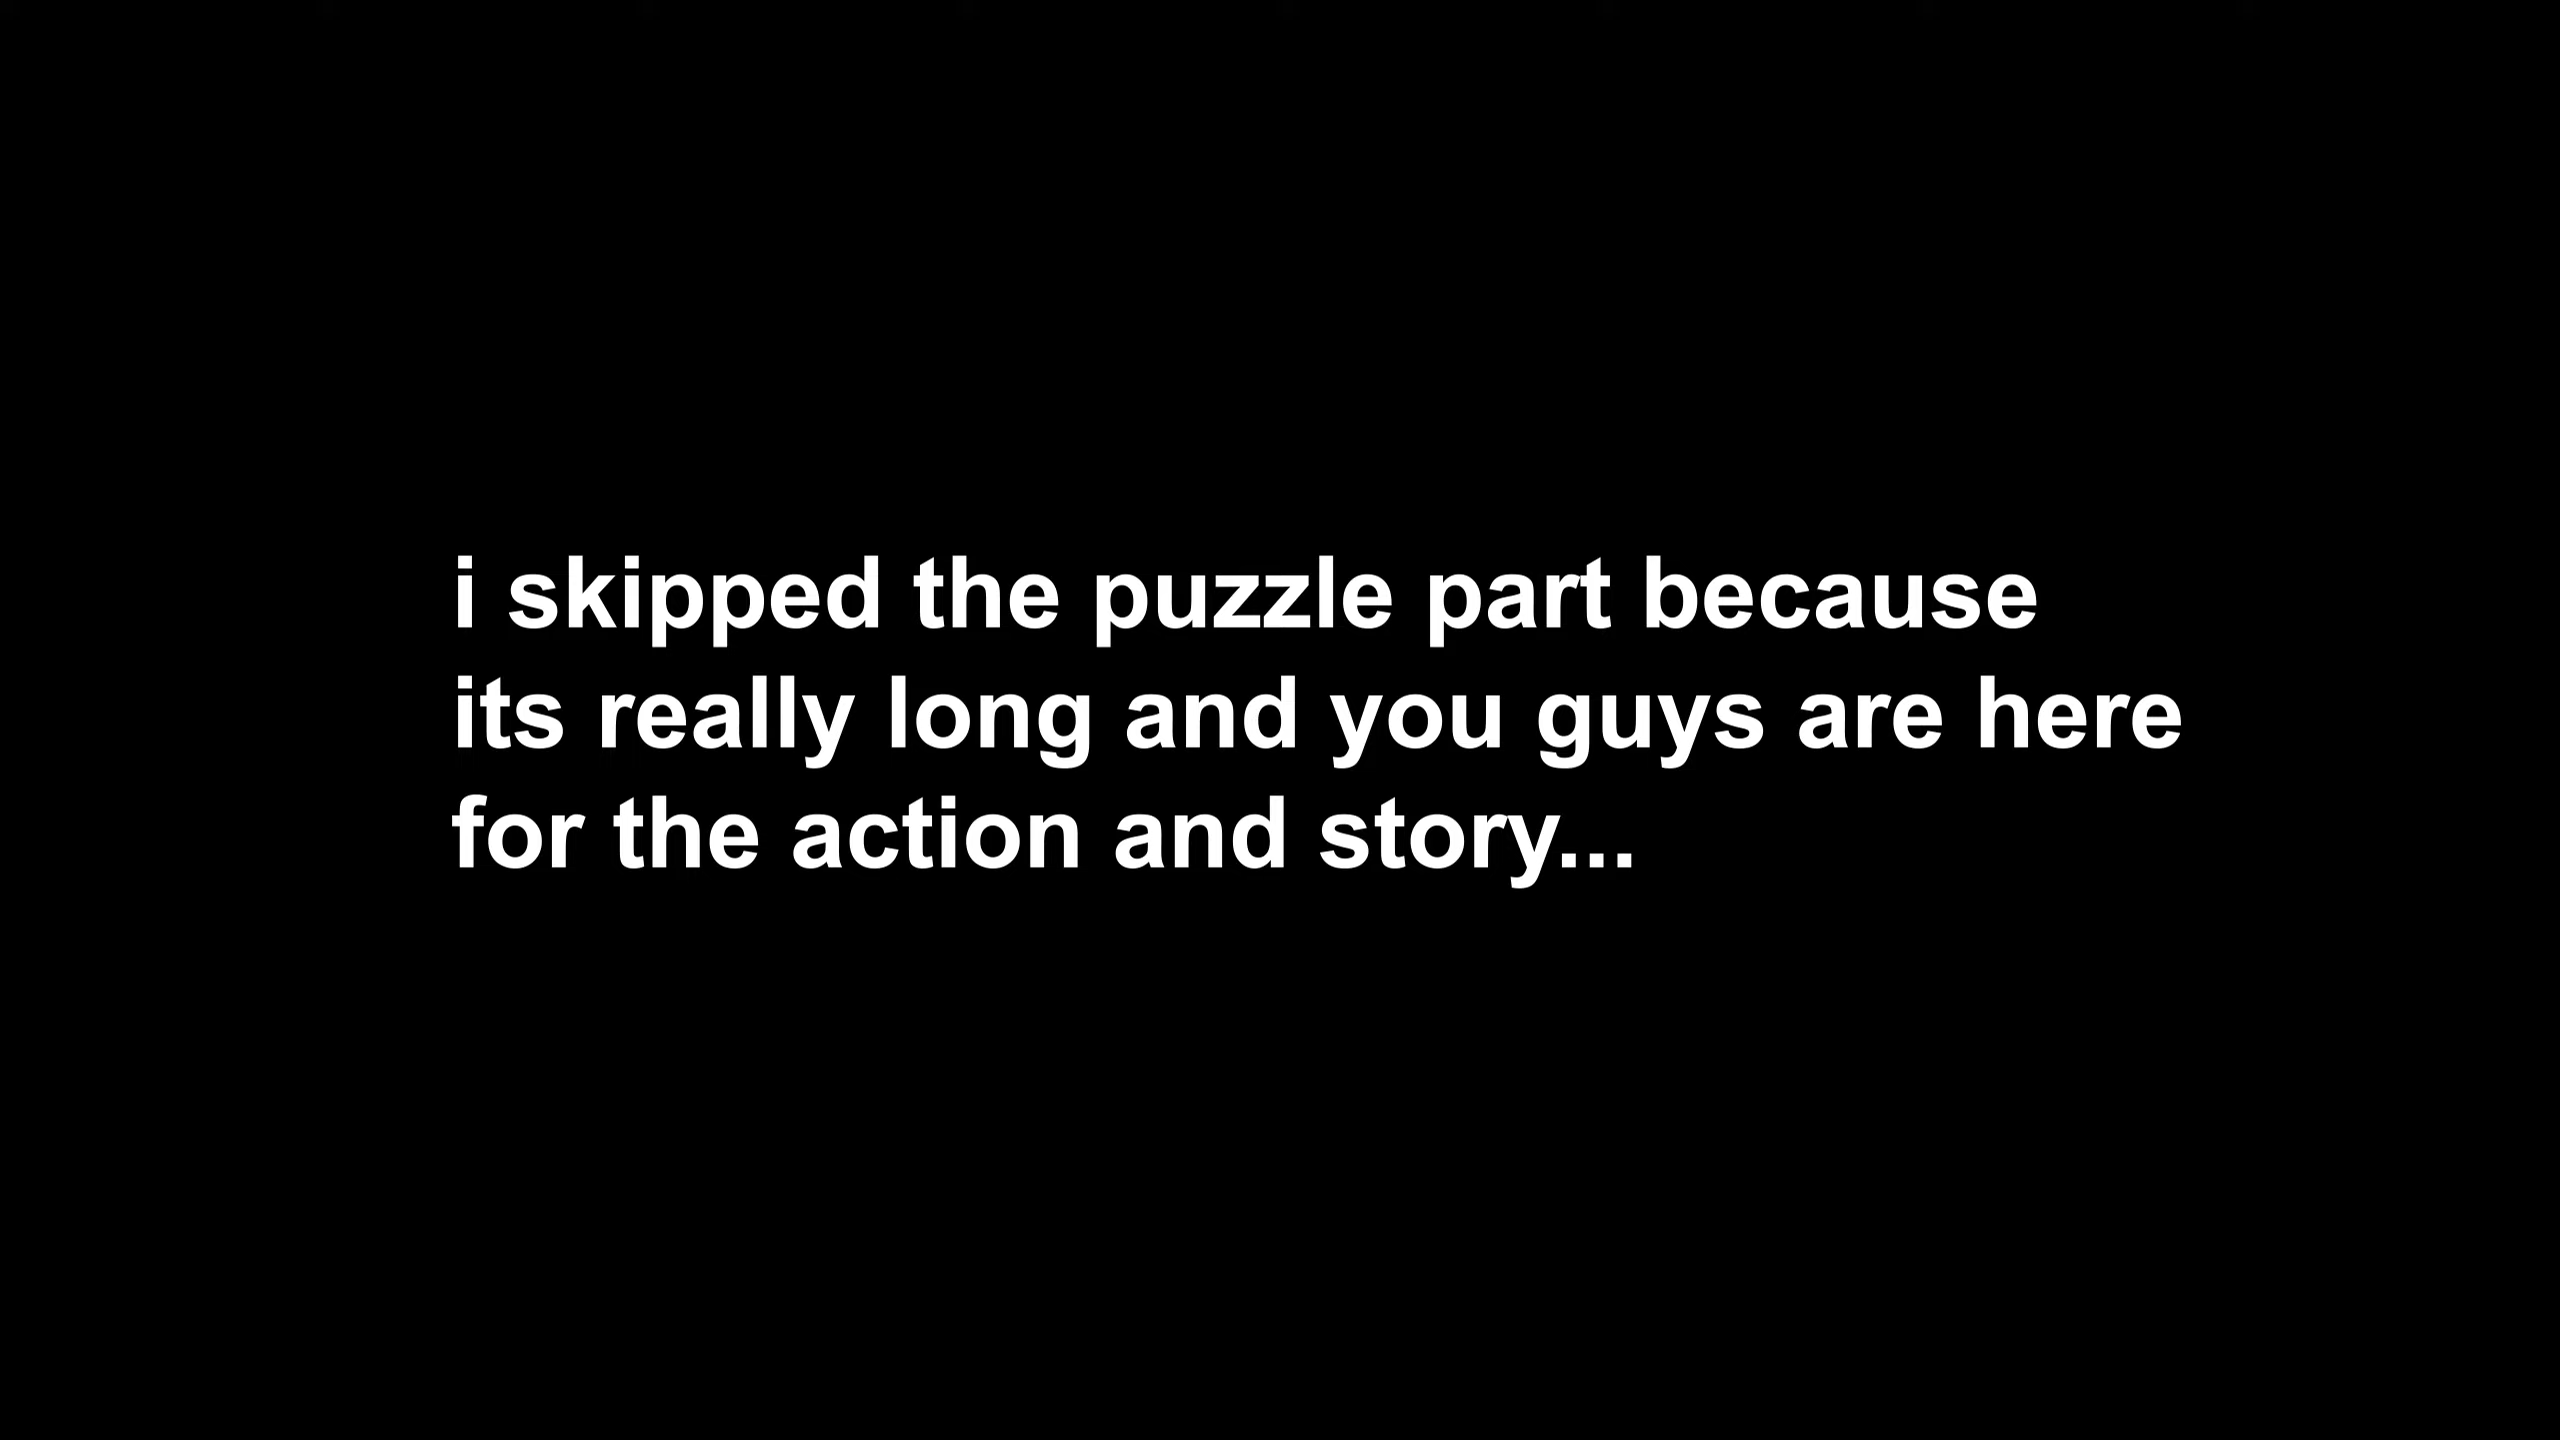 i skipped the puzzle part because
its really long and you guys are here
for the action and story...